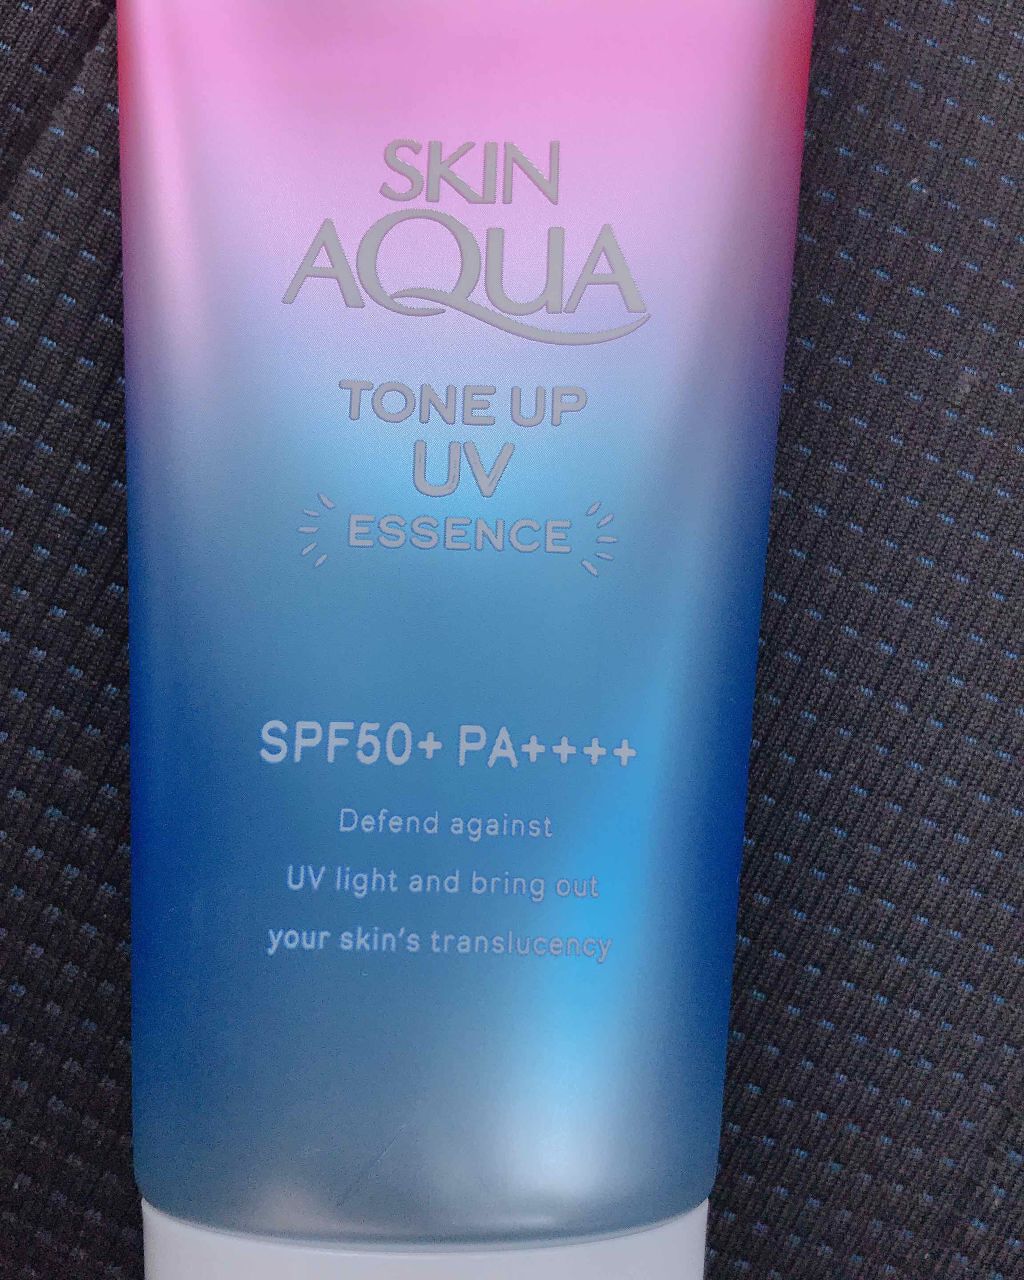 SKIN
AQUA
TONE UP
UV
ESSENCE
SPF50+ PA++++
Defend against
UV light and bring out
your skin's translucency